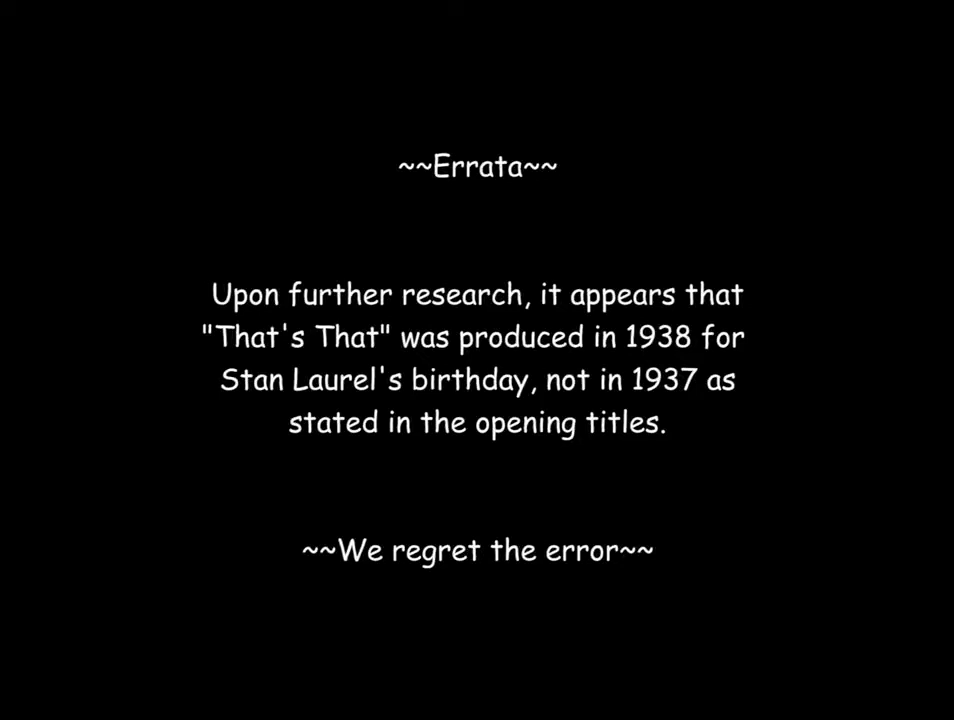 ~~Errata~~
Upon further research, it appears that
"That's That" was produced in 1938 for
Stan Laurel's birthday, not in 1937 as
stated in the opening titles.
~~We regret the error~~